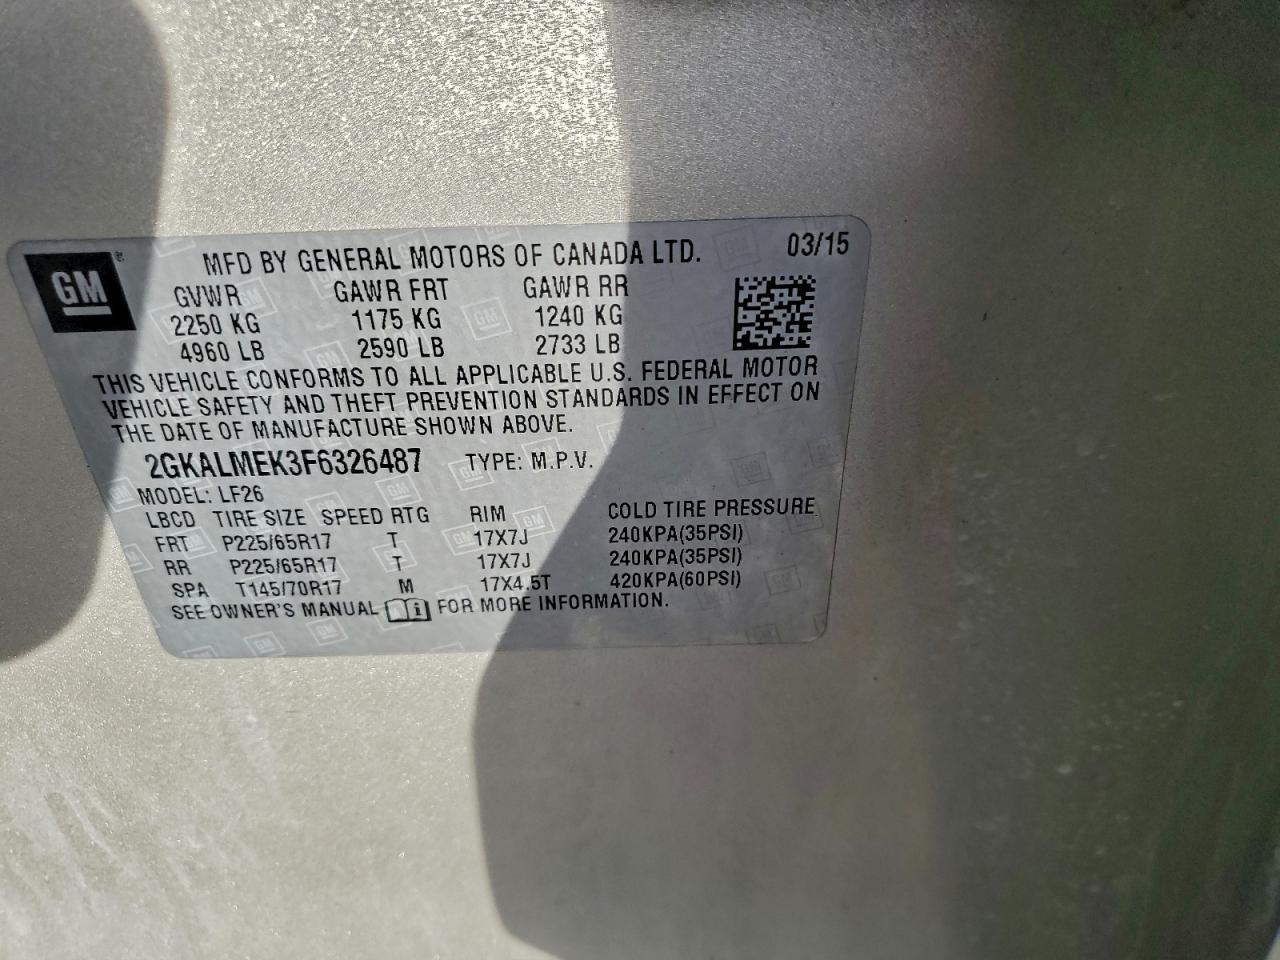 GM
MFD BY GENERAL MOTORS OF CANADA LTD. 03/15
GVWR GAWR FRT GAWR RR
2250 KG 1175 KG 1240 KG
4960 LB 2590 LB 2733 LB
THIS VEHICLE CONFORMS TO ALL APPLICABLE U.S. FEDERAL MOTOR
VEHICLE SAFETY AND THEFT PREVENTION STANDARDS IN EFFECT ON
THE DATE OF MANUFACTURE SHOWN ABOVE.
2GKALMEK3F6326487 TYPE: M.P.V.
MODEL: LF26
LBCD TIRE SIZE SPEED RTG RIM COLD TIRE PRESSURE
FRT P225/65R17 T 17X7J 240KPA(35PSI)
RR P225/65R17 T 17X7J 240KPA(35PSI)
SPA T145/70R17 M 17X4.5T 420KPA(60PSI)
SEE OWNER'S MANUAL FOR MORE INFORMATION.